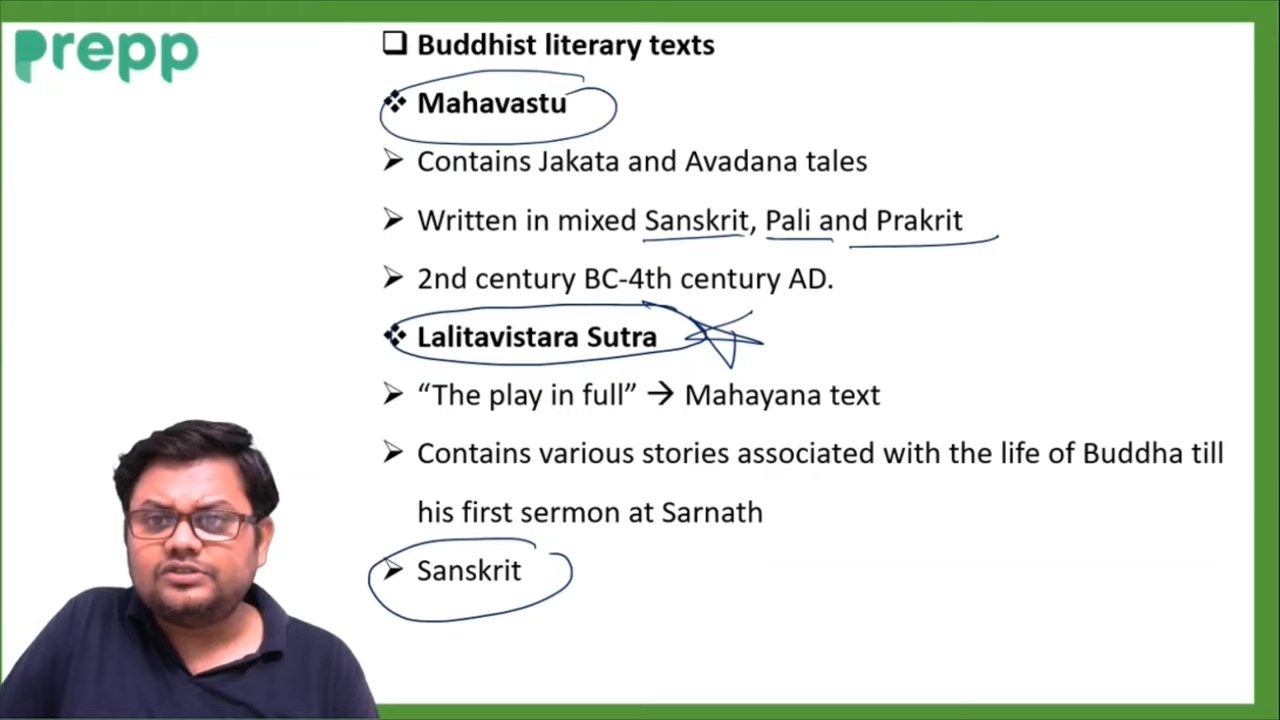 prepp
❑ Buddhist literary texts
❖ Mahavastu
➢ Contains Jakata and Avadana tales
➢ Written in mixed Sanskrit, Pali and Prakrit
➢ 2nd century BC-4th century AD.
❖ Lalitavistara Sutra
➢ “The play in full” → Mahayana text
➢ Contains various stories associated with the life of Buddha till
his first sermon at Sarnath
➢ Sanskrit